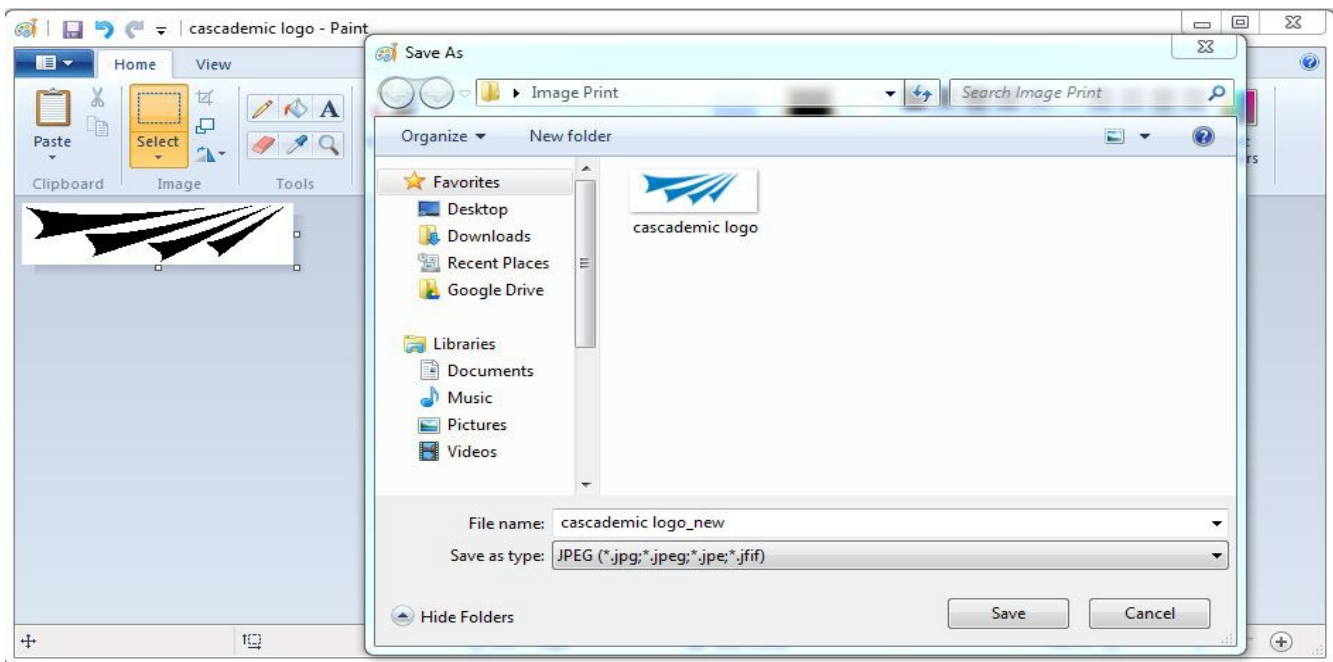 cascademic logo - Paint
Home View
Paste
Select
Clipboard Image Tools
Save As
Image Print
Search Image Print
Organize New folder
Favorites
Desktop
Downloads
Recent Places
Google Drive
Libraries
Documents
Music
Pictures
Videos
cascademic logo
File name: cascademic logo_new
Save as type: JPEG (*.jpg;*.jpeg;*.jpe;*.jfif)
Hide Folders
Save Cancel